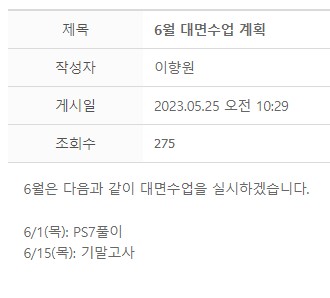 제목 6월 대면수업 계획
작성자 이향원
게시일 2023.05.25 오전 10:29
조회수 275
6월은 다음과 같이 대면수업을 실시하겠습니다.
6/1(목): PS7풀이
6/15(목): 기말고사